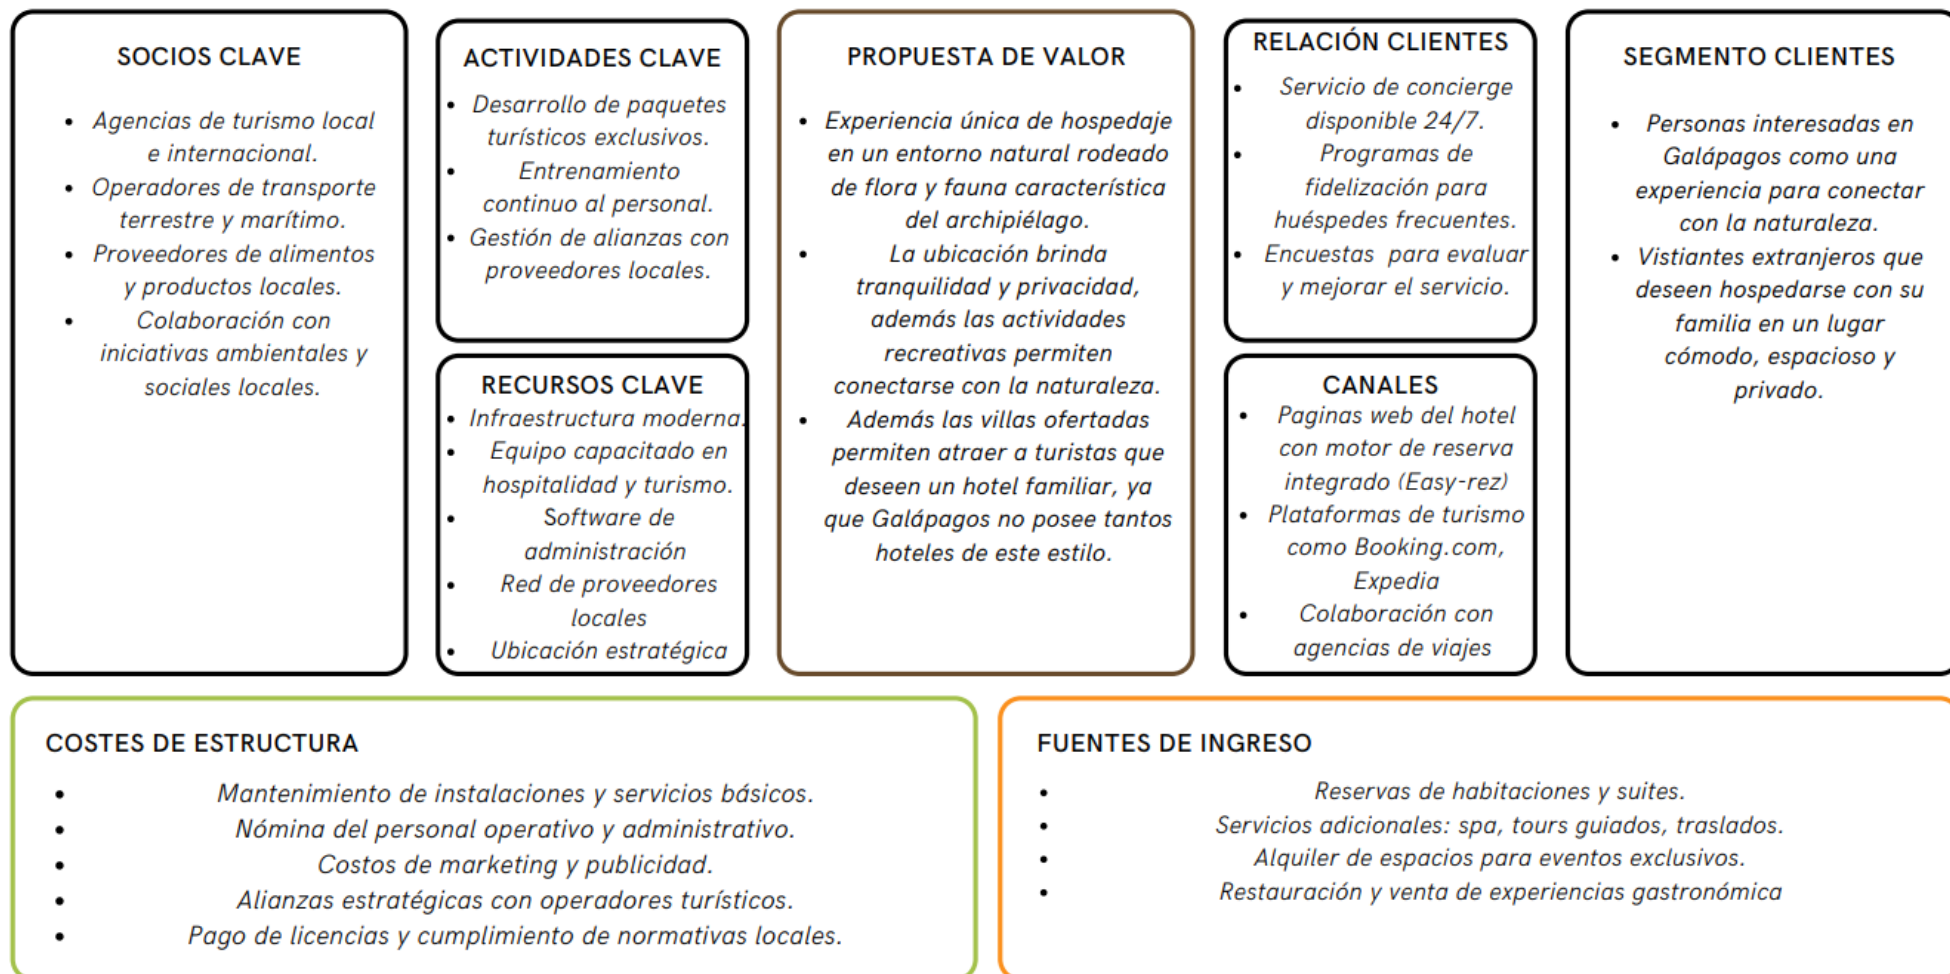 SOCIOS CLAVE
• Agencias de turismo local
e internacional.
• Operadores de transporte
terrestre y marítimo.
• Proveedores de alimentos
y productos locales.
• Colaboración con
iniciativas ambientales y
sociales locales.
ACTIVIDADES CLAVE
• Desarrollo de paquetes
turísticos exclusivos.
• Entrenamiento
continuo al personal.
• Gestión de alianzas con
proveedores locales.
RECURSOS CLAVE
• Infraestructura moderna.
• Equipo capacitado en
hospitalidad y turismo.
• Software de
administración
• Red de proveedores
locales
• Ubicación estratégica
PROPUESTA DE VALOR
• Experiencia única de hospedaje
en un entorno natural rodeado
de flora y fauna característica
del archipiélago.
• La ubicación brinda
tranquilidad y privacidad,
además las actividades
recreativas permiten
conectarse con la naturaleza.
• Además las villas ofertadas
permiten atraer a turistas que
deseen un hotel familiar, ya
que Galápagos no posee tantos
hoteles de este estilo.
RELACIÓN CLIENTES
• Servicio de concierge
disponible 24/7.
• Programas de
fidelización para
huéspedes frecuentes.
• Encuestas para evaluar
y mejorar el servicio.
CANALES
• Paginas web del hotel
con motor de reserva
integrado (Easy-rez)
• Plataformas de turismo
como Booking.com,
Expedia
• Colaboración con
agencias de viajes
SEGMENTO CLIENTES
• Personas interesadas en
Galápagos como una
experiencia para conectar
con la naturaleza.
• Vistiantes extranjeros que
deseen hospedarse con su
familia en un lugar
cómodo, espacioso y
privado.
COSTES DE ESTRUCTURA
• Mantenimiento de instalaciones y servicios básicos.
• Nómina del personal operativo y administrativo.
• Costos de marketing y publicidad.
• Alianzas estratégicas con operadores turísticos.
• Pago de licencias y cumplimiento de normativas locales.
FUENTES DE INGRESO
• Reservas de habitaciones y suites.
• Servicios adicionales: spa, tours guiados, traslados.
• Alquiler de espacios para eventos exclusivos.
• Restauración y venta de experiencias gastronómica